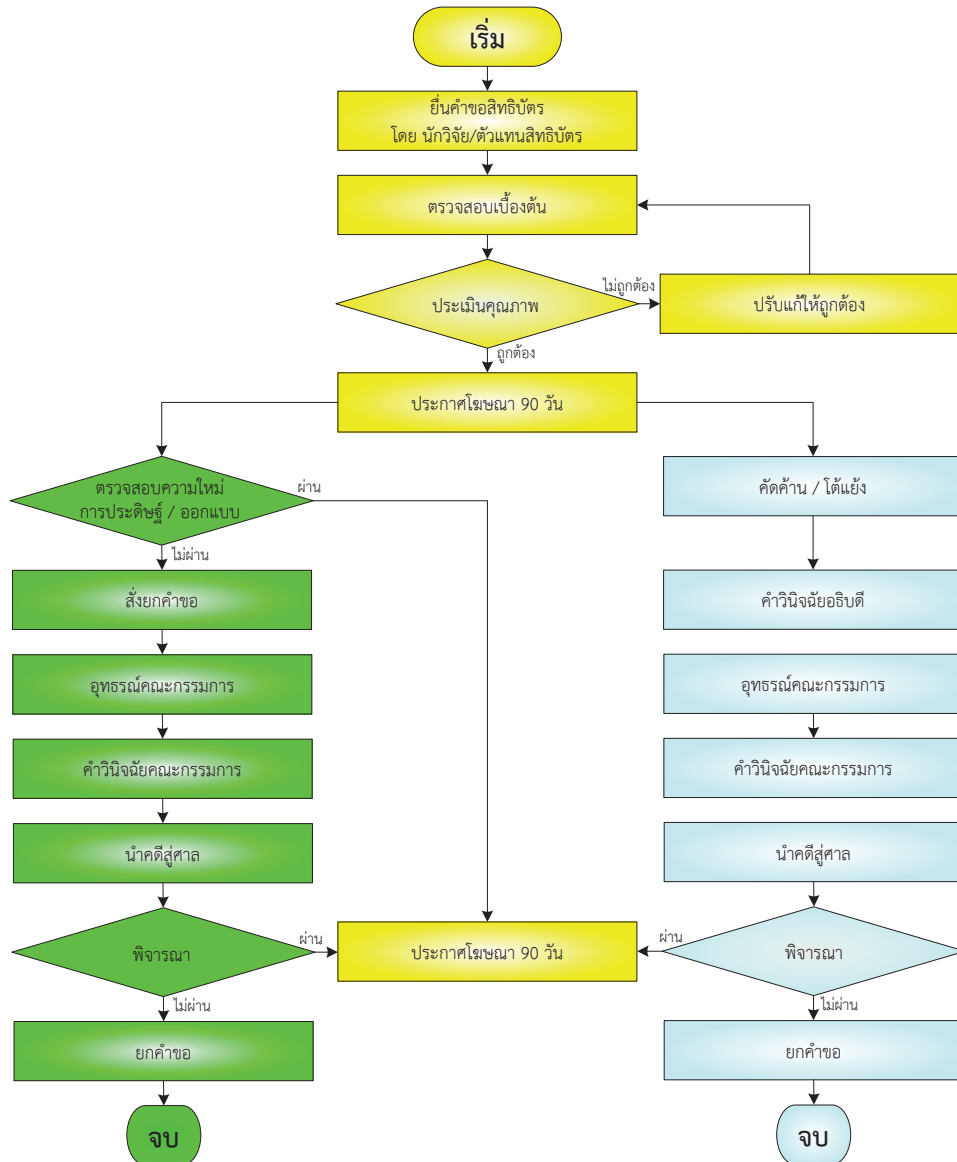 เริ่ม
ยื่นคำขอสิทธิบัตร
โดย นักวิจัย/ตัวแทนสิทธิบัตร
ตรวจสอบเบื้องต้น
ประเมินคุณภาพ
ไม่ถูกต้อง
ปรับแก้ให้ถูกต้อง
ถูกต้อง
ประกาศโฆษณา 90 วัน
ตรวจสอบความใหม่
การประดิษฐ์ / ออกแบบ
ผ่าน
ไม่ผ่าน
สั่งยกคำขอ
อุทธรณ์คณะกรรมการ
คำวินิจฉัยคณะกรรมการ
นำคดีสู่ศาล
พิจารณา
ผ่าน
ไม่ผ่าน
ยกคำขอ
จบ
ประกาศโฆษณา 90 วัน
คัดค้าน / โต้แย้ง
คำวินิจฉัยอธิบดี
อุทธรณ์คณะกรรมการ
คำวินิจฉัยคณะกรรมการ
นำคดีสู่ศาล
ผ่าน
พิจารณา
ไม่ผ่าน
ยกคำขอ
จบ